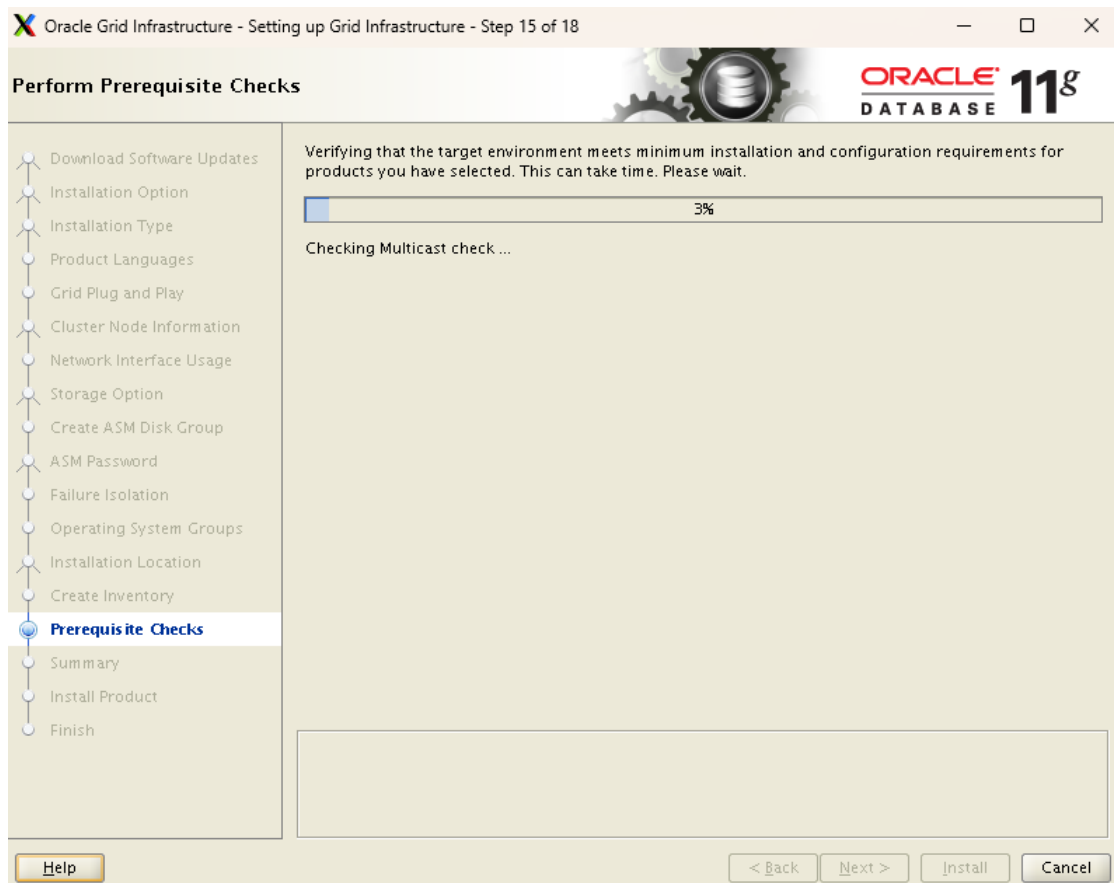 Oracle Grid Infrastructure - Setting up Grid Infrastructure - Step 15 of 18
Perform Prerequisite Checks
ORACLE 11g
DATABASE
Download Software Updates
Installation Option
Installation Type
Product Languages
Grid Plug and Play
Cluster Node Information
Network Interface Usage
Storage Option
Create ASM Disk Group
ASM Password
Failure Isolation
Operating System Groups
Installation Location
Create Inventory
Prerequisite Checks
Summary
Install Product
Finish
Verifying that the target environment meets minimum installation and configuration requirements for
products you have selected. This can take time. Please wait.
3%
Checking Multicast check ...
Help
< Back
Next >
Install
Cancel